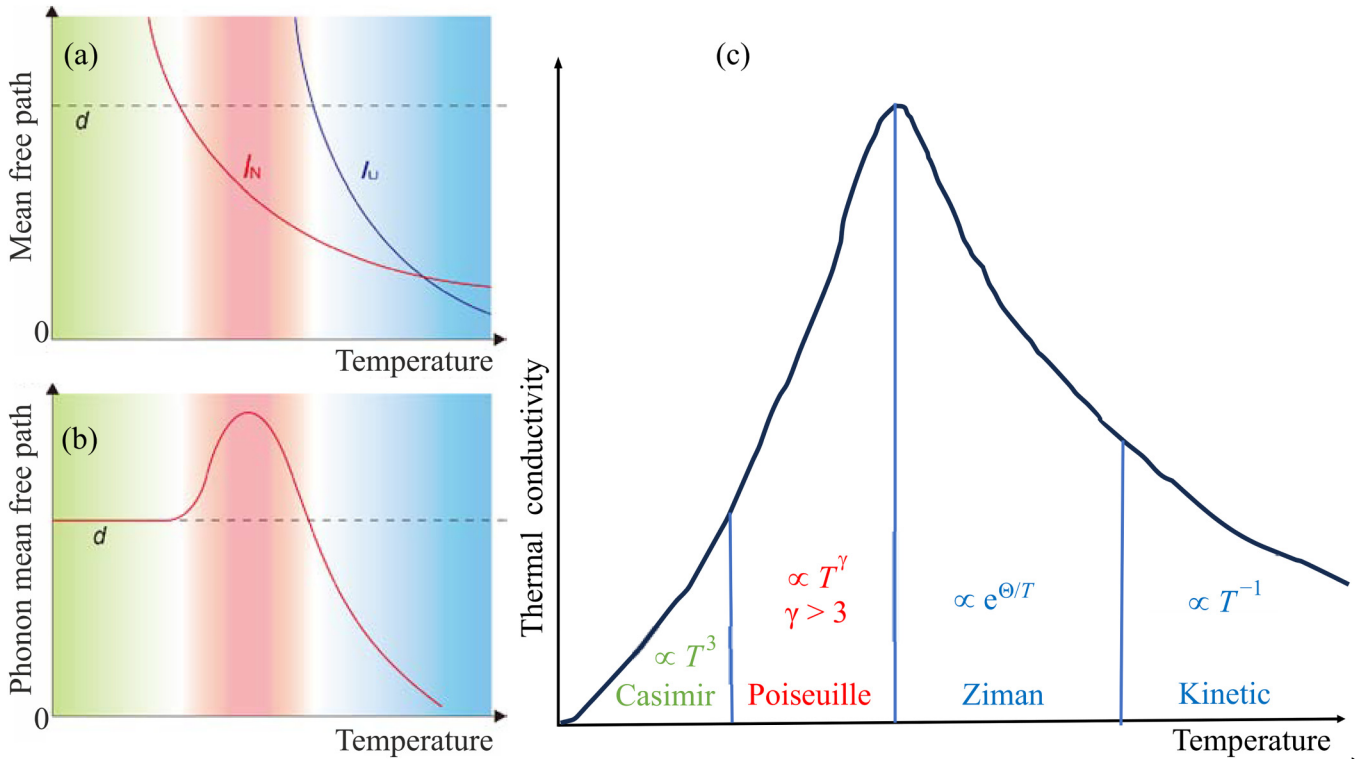 (a)
Mean free path
d
lN
lU
0
Temperature
(b)
Phonon mean free path
d
0
Temperature
(c)
Thermal conductivity
∝ T³
Casimir
∝ T^γ
γ > 3
Poiseuille
∝ e^Θ/T
Ziman
∝ T⁻¹
Kinetic
Temperature